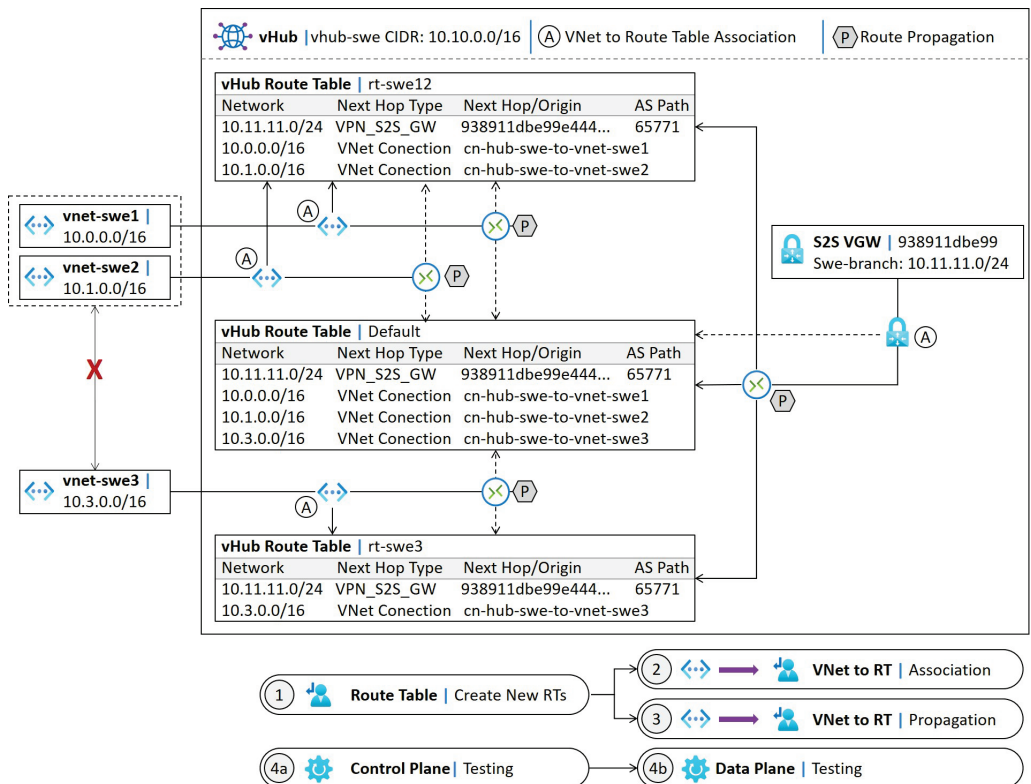 vHub | vhub-swe CIDR: 10.10.0.0/16 | A VNet to Route Table Association | P Route Propagation
vHub Route Table | rt-swe12
Network Next Hop Type Next Hop/Origin AS Path
10.11.11.0/24 VPN_S2S_GW 938911dbe99e444... 65771
10.0.0.0/16 VNet Conection cn-hub-swe-to-vnet-swe1
10.1.0.0/16 VNet Conection cn-hub-swe-to-vnet-swe2
vnet-swe1 |
10.0.0.0/16
A
P
vnet-swe2 |
10.1.0.0/16
A
P
S2S VGW | 938911dbe99
Swe-branch: 10.11.11.0/24
A
vHub Route Table | Default
Network Next Hop Type Next Hop/Origin AS Path
10.11.11.0/24 VPN_S2S_GW 938911dbe99e444... 65771
10.0.0.0/16 VNet Conection cn-hub-swe-to-vnet-swe1
10.1.0.0/16 VNet Conection cn-hub-swe-to-vnet-swe2
10.3.0.0/16 VNet Conection cn-hub-swe-to-vnet-swe3
X
P
vnet-swe3 |
10.3.0.0/16
A
P
vHub Route Table | rt-swe3
Network Next Hop Type Next Hop/Origin AS Path
10.11.11.0/24 VPN_S2S_GW 938911dbe99e444... 65771
10.3.0.0/16 VNet Conection cn-hub-swe-to-vnet-swe3
1 Route Table | Create New RTs
2 VNet to RT | Association
3 VNet to RT | Propagation
4a Control Plane | Testing
4b Data Plane | Testing